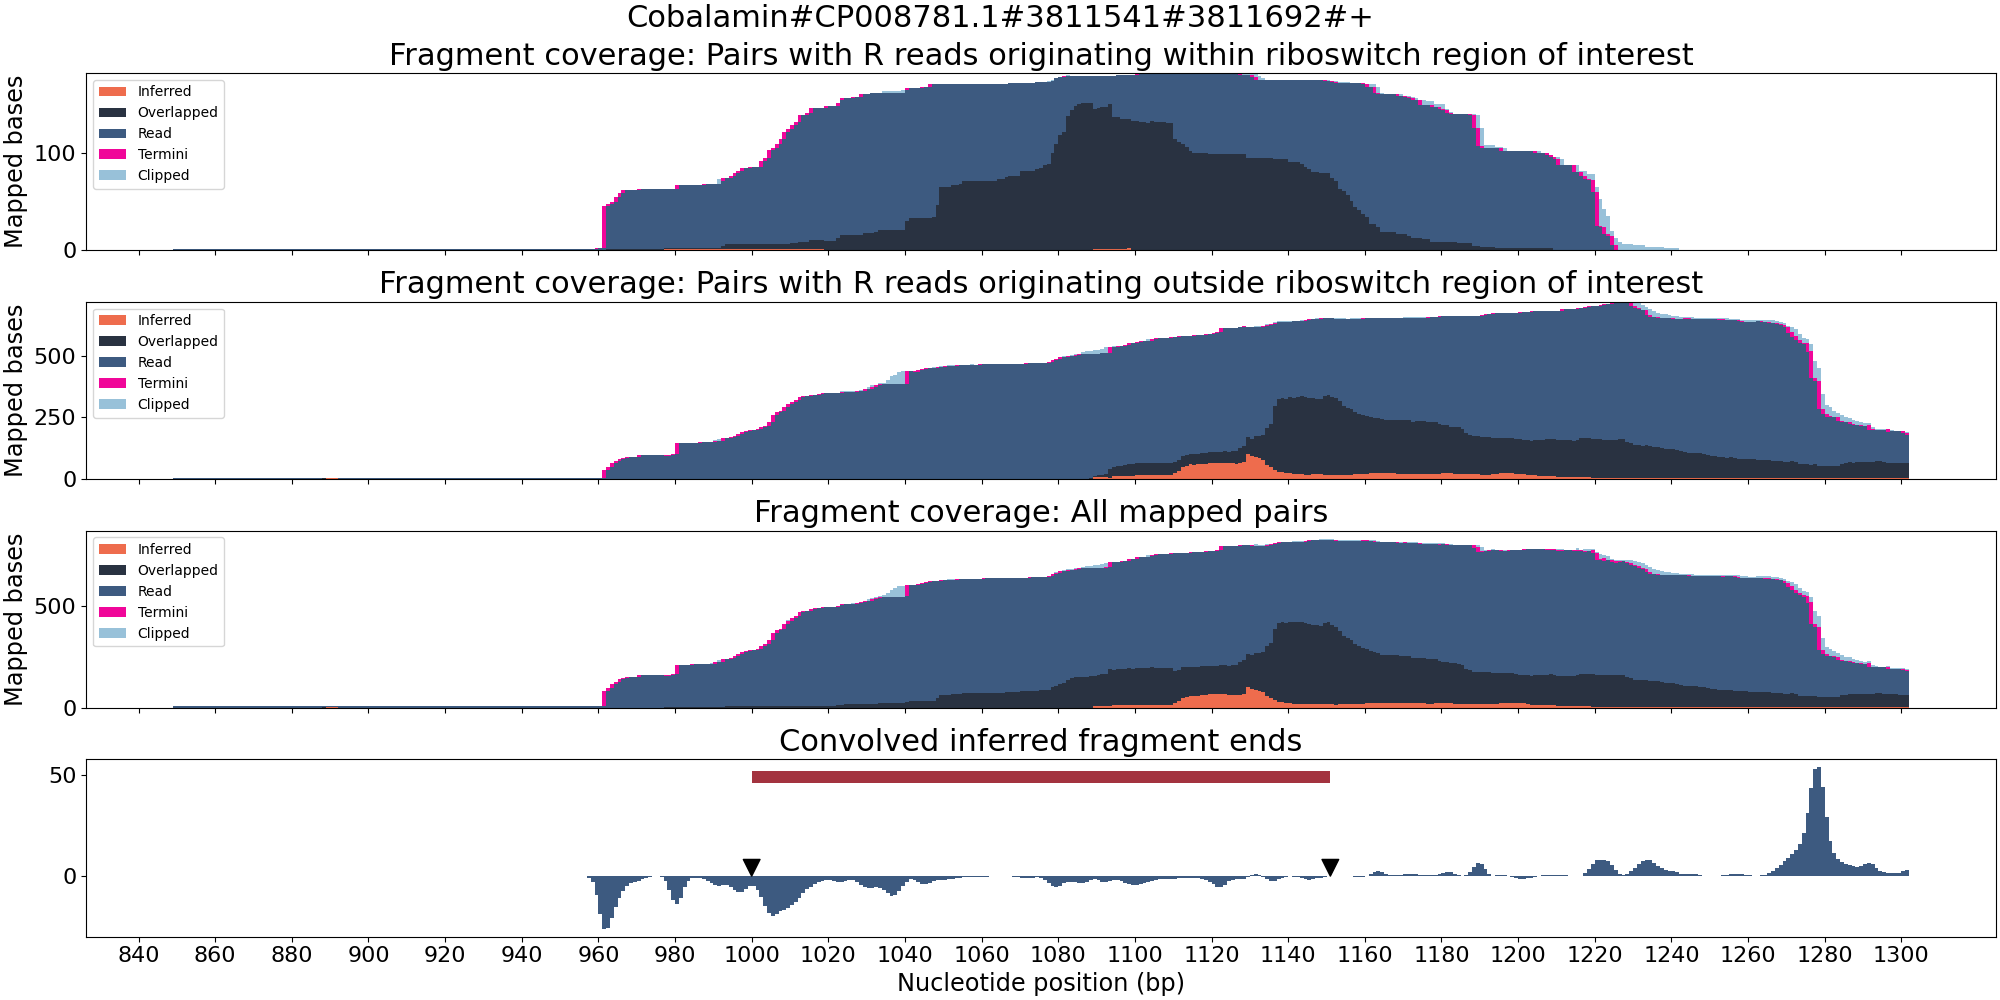 Cobalamin#CP008781.1#3811541#3811692#+
Fragment coverage: Pairs with R reads originating within riboswitch region of interest
Mapped bases
100
0
Inferred
Overlapped
Read
Termini
Clipped
Fragment coverage: Pairs with R reads originating outside riboswitch region of interest
Mapped bases
500
250
0
Inferred
Overlapped
Read
Termini
Clipped
Fragment coverage: All mapped pairs
Mapped bases
500
0
Inferred
Overlapped
Read
Termini
Clipped
Convolved inferred fragment ends
50
0
840 860 880 900 920 940 960 980 1000 1020 1040 1060 1080 1100 1120 1140 1160 1180 1200 1220 1240 1260 1280 1300
Nucleotide position (bp)